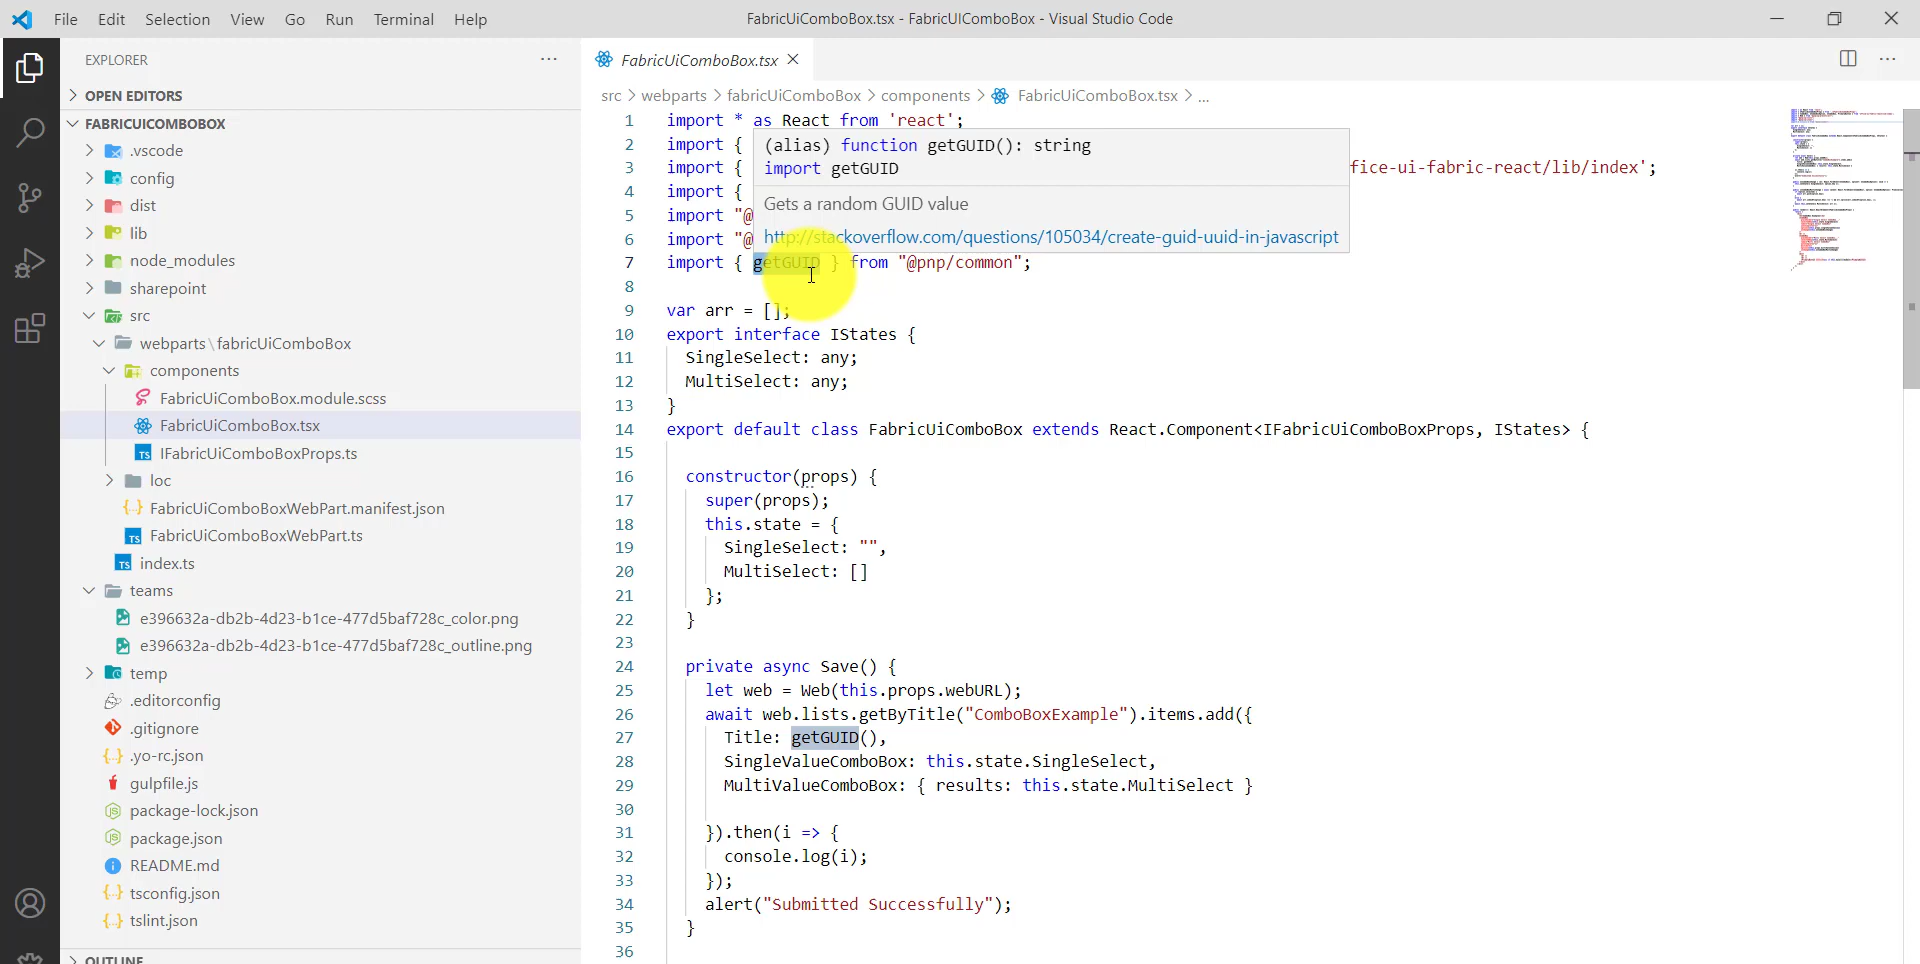 File Edit Selection View Go Run Terminal Help
FabricUiComboBox.tsx - FabricUIComboBox - Visual Studio Code
EXPLORER
OPEN EDITORS
FABRICUICOMBOBOX
.vscode
config
dist
lib
node_modules
sharepoint
src
webparts\fabricUiComboBox
components
FabricUiComboBox.module.scss
FabricUiComboBox.tsx
IFabricUiComboBoxProps.ts
loc
FabricUiComboBoxWebPart.manifest.json
FabricUiComboBoxWebPart.ts
index.ts
teams
e396632a-db2b-4d23-b1ce-477d5baf728c_color.png
e396632a-db2b-4d23-b1ce-477d5baf728c_outline.png
temp
.editorconfig
.gitignore
.yo-rc.json
gulpfile.js
package-lock.json
package.json
README.md
tsconfig.json
tslint.json
OUTLINE
FabricUiComboBox.tsx
src > webparts > fabricUiComboBox > components > FabricUiComboBox.tsx > ...
1 import * as React from 'react';
2 import {
3 import { fice-ui-fabric-react/lib/index';
4 import {
5 import "@
6 import "@
(alias) function getGUID(): string
import getGUID
Gets a random GUID value
http://stackoverflow.com/questions/105034/create-guid-uuid-in-javascript
7 import { getGUID } from "@pnp/common";
8
9 var arr = [];
10 export interface IStates {
11 SingleSelect: any;
12 MultiSelect: any;
13 }
14 export default class FabricUiComboBox extends React.Component<IFabricUiComboBoxProps, IStates> {
15
16 constructor(props) {
17 super(props);
18 this.state = {
19 SingleSelect: "",
20 MultiSelect: []
21 };
22 }
23
24 private async Save() {
25 let web = Web(this.props.webURL);
26 await web.lists.getByTitle("ComboBoxExample").items.add({
27 Title: getGUID(),
28 SingleValueComboBox: this.state.SingleSelect,
29 MultiValueComboBox: { results: this.state.MultiSelect }
30
31 }).then(i => {
32 console.log(i);
33 });
34 alert("Submitted Successfully");
35 }
36